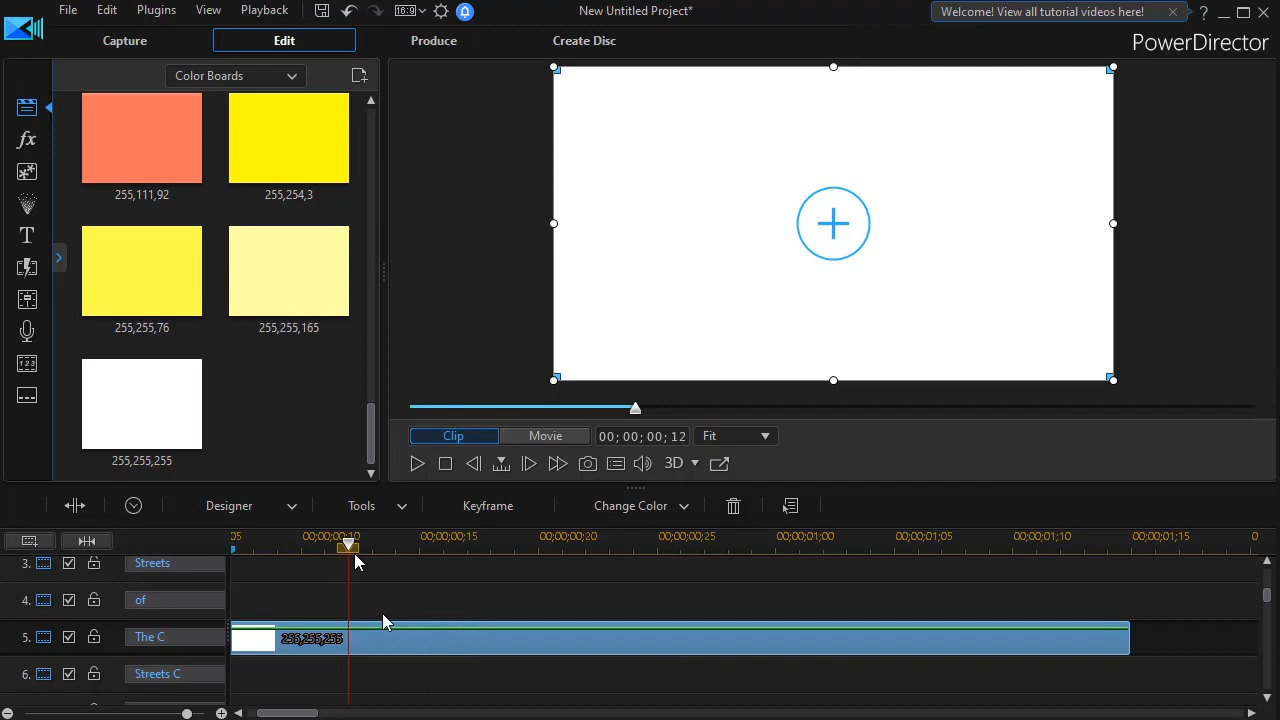 File Edit Plugins View Playback 16:9 New Untitled Project* Welcome! View all tutorial videos here! ?
Capture Edit Produce Create Disc PowerDirector
Color Boards
255,111,92 255,254,3
255,255,76 255,255,165
255,255,255
Clip Movie 00; 00; 00; 12 Fit
3D
Designer Tools Keyframe Change Color
05 00;00;00;10 00;00;00;15 00;00;00;20 00;00;00;25 00;00;01;00 00;00;01;05 00;00;01;10 00;00;01;15 0
3. Streets
4. of
5. The C 255,255,255
6. Streets C